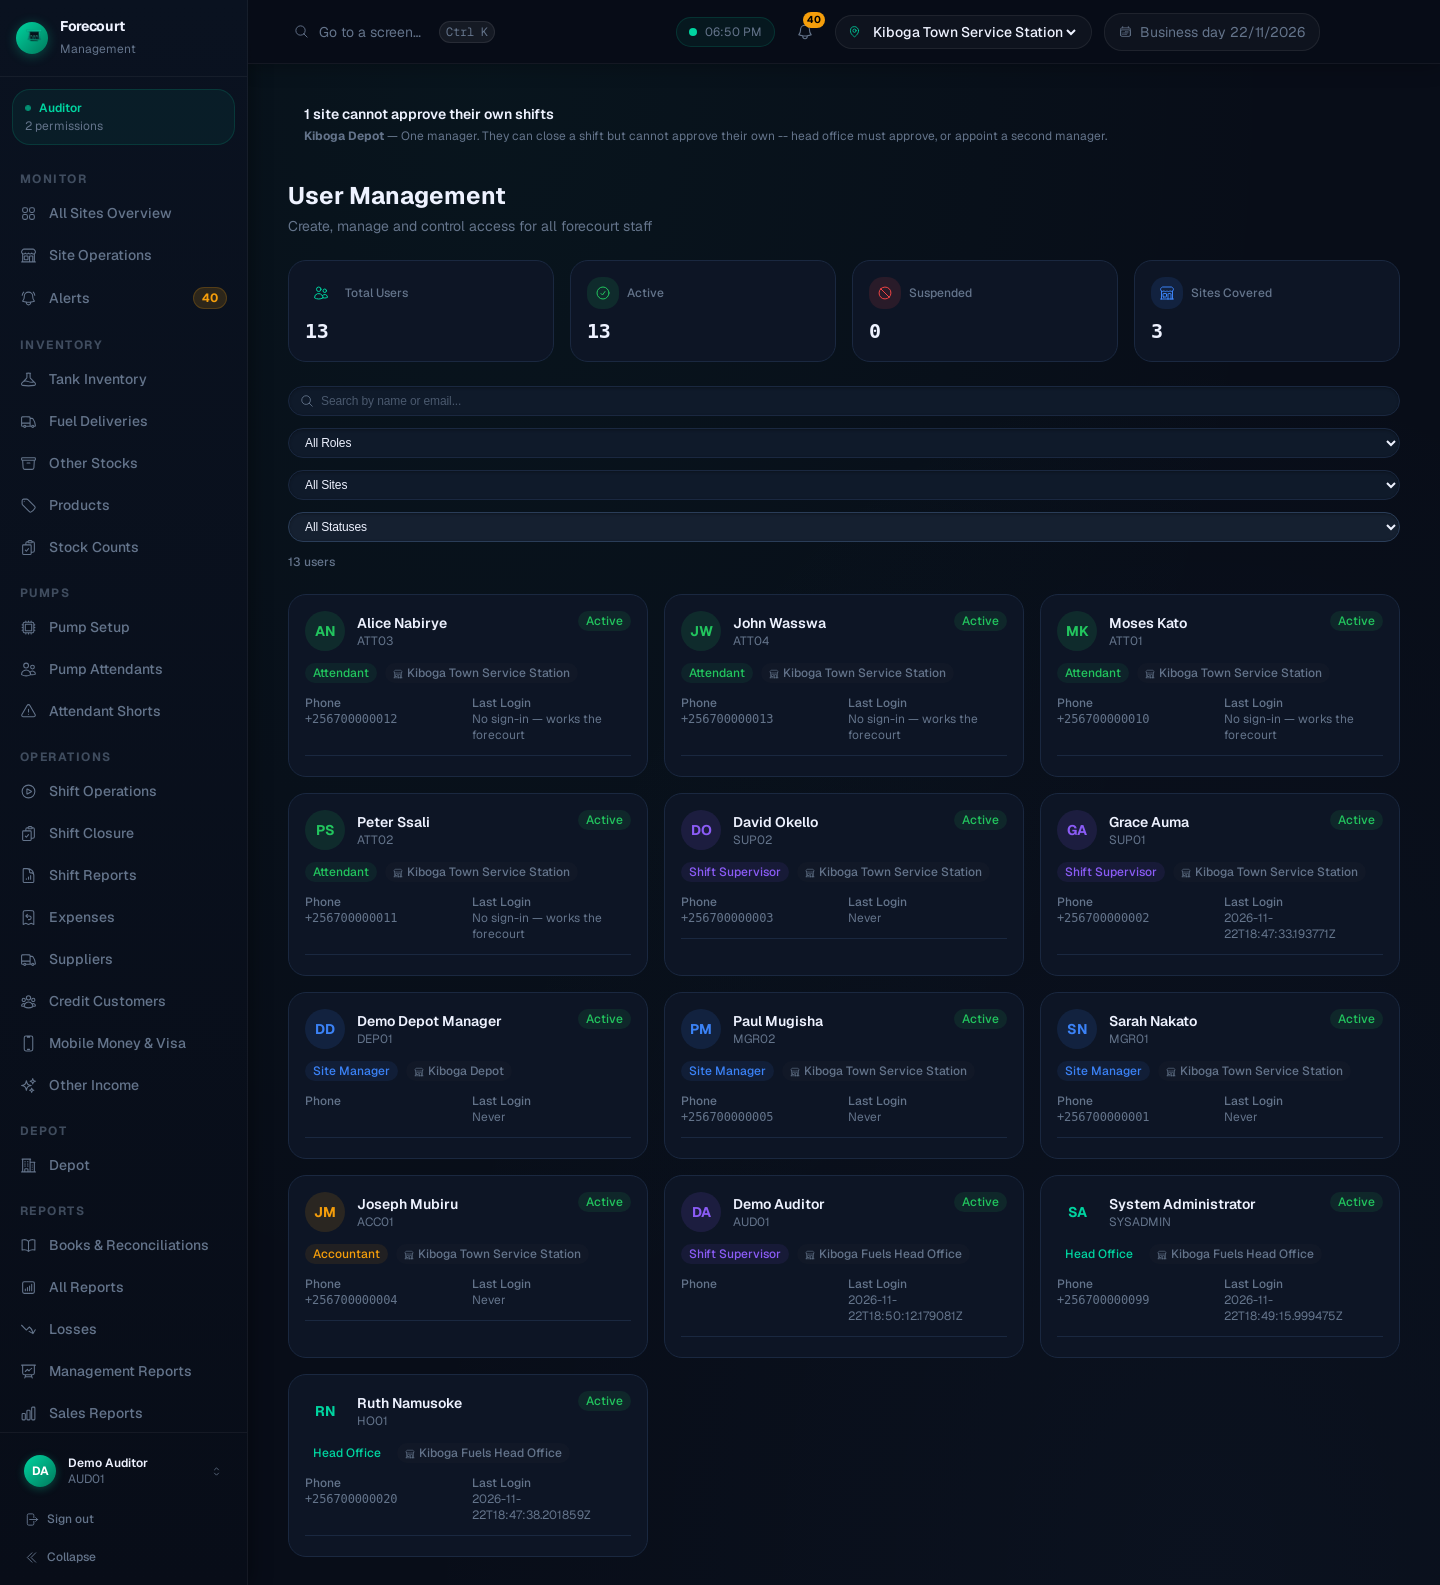 Forecourt
Management
Auditor
2 permissions
MONITOR
All Sites Overview
Site Operations
Alerts
40
INVENTORY
Tank Inventory
Fuel Deliveries
Other Stocks
Products
Stock Counts
PUMPS
Pump Setup
Pump Attendants
Attendant Shorts
OPERATIONS
Shift Operations
Shift Closure
Shift Reports
Expenses
Suppliers
Credit Customers
Mobile Money & Visa
Other Income
DEPOT
Depot
REPORTS
Books & Reconciliations
All Reports
Losses
Management Reports
Sales Reports
DA
Demo Auditor
AUD01
Sign out
Collapse
Go to a screen...
Ctrl K
06:50 PM
40
Kiboga Town Service Station
Business day 22/11/2026
1 site cannot approve their own shifts
Kiboga Depot — One manager. They can close a shift but cannot approve their own -- head office must approve, or appoint a second manager.
User Management
Create, manage and control access for all forecourt staff
Total Users
13
Active
13
Suspended
0
Sites Covered
3
Search by name or email...
All Roles
All Sites
All Statuses
13 users
AN
Alice Nabirye
ATT03
Active
Attendant
Kiboga Town Service Station
Phone
+256700000012
Last Login
No sign-in — works the
forecourt
JW
John Wasswa
ATT04
Active
Attendant
Kiboga Town Service Station
Phone
+256700000013
Last Login
No sign-in — works the
forecourt
MK
Moses Kato
ATT01
Active
Attendant
Kiboga Town Service Station
Phone
+256700000010
Last Login
No sign-in — works the
forecourt
PS
Peter Ssali
ATT02
Active
Attendant
Kiboga Town Service Station
Phone
+256700000011
Last Login
No sign-in — works the
forecourt
DO
David Okello
SUP02
Active
Shift Supervisor
Kiboga Town Service Station
Phone
+256700000003
Last Login
Never
GA
Grace Auma
SUP01
Active
Shift Supervisor
Kiboga Town Service Station
Phone
+256700000002
Last Login
2026-11-
22T18:47:33.193771Z
DD
Demo Depot Manager
DEP01
Active
Site Manager
Kiboga Depot
Phone
Last Login
Never
PM
Paul Mugisha
MGR02
Active
Site Manager
Kiboga Town Service Station
Phone
+256700000005
Last Login
Never
SN
Sarah Nakato
MGR01
Active
Site Manager
Kiboga Town Service Station
Phone
+256700000001
Last Login
Never
JM
Joseph Mubiru
ACC01
Active
Accountant
Kiboga Town Service Station
Phone
+256700000004
Last Login
Never
DA
Demo Auditor
AUD01
Active
Shift Supervisor
Kiboga Fuels Head Office
Phone
Last Login
2026-11-
22T18:50:12.179081Z
SA
System Administrator
SYSADMIN
Active
Head Office
Kiboga Fuels Head Office
Phone
+256700000099
Last Login
2026-11-
22T18:49:15.999475Z
RN
Ruth Namusoke
HO01
Active
Head Office
Kiboga Fuels Head Office
Phone
+256700000020
Last Login
2026-11-
22T18:47:38.201859Z